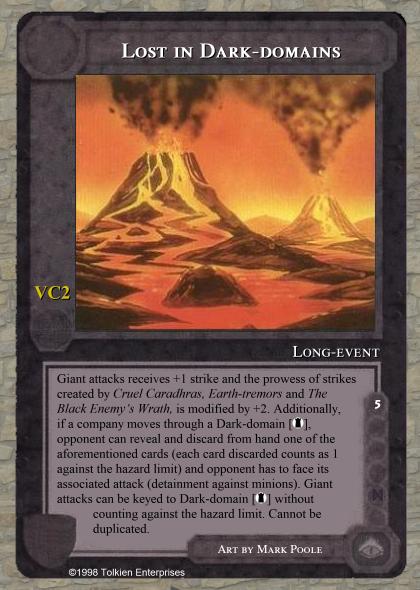 Lost in Dark-domains
VC2
Long-event
Giant attacks receives +1 strike and the prowess of strikes
created by Cruel Caradhras, Earth-tremors and The
Black Enemy's Wrath, is modified by +2. Additionally,
if a company moves through a Dark-domain [],
opponent can reveal and discard from hand one of the
aforementioned cards (each card discarded counts as 1
against the hazard limit) and opponent has to face its
associated attack (detainment against minions). Giant
attacks can be keyed to Dark-domain [] without
counting against the hazard limit. Cannot be
duplicated.
5
Art by Mark Poole
©1998 Tolkien Enterprises